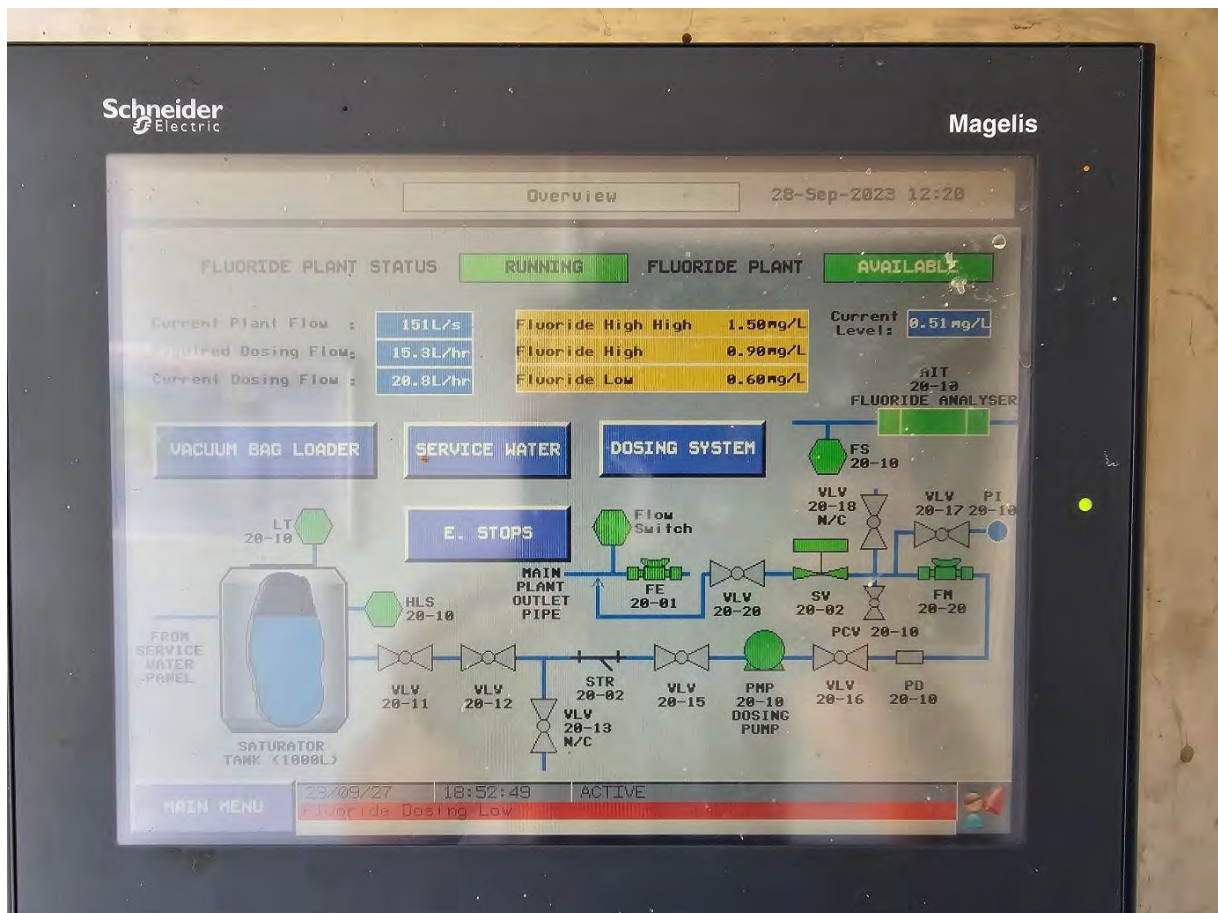 Schneider
Electric
Magelis
Overview
28-Sep-2023 12:20
FLUORIDE PLANT STATUS
RUNNING
FLUORIDE PLANT
AVAILABLE
Current Plant Flow :
151L/s
Required Dosing Flow:
15.3L/hr
Current Dosing Flow :
20.8L/hr
Fluoride High High 1.50mg/L
Fluoride High 0.90mg/L
Fluoride Low 0.60mg/L
Current
Level:
0.51mg/L
AIT
20-10
FLUORIDE ANALYSER
VACUUM BAG LOADER
SERVICE WATER
DOSING SYSTEM
E. STOPS
FS
20-10
VLV
20-18
N/C
VLV
20-17
PI
20-10
LT
20-10
Flow
Switch
MAIN
PLANT
OUTLET
PIPE
FE
20-01
VLV
20-20
SV
20-02
FM
20-20
PCV 20-10
HLS
20-10
FROM
SERVICE
WATER
PANEL
VLV
20-11
VLV
20-12
VLV
20-13
N/C
STR
20-02
VLV
20-15
PMP
20-10
DOSING
PUMP
VLV
20-16
PD
20-10
SATURATOR
TANK (1000L)
MAIN MENU
23/09/27 18:52:49 ACTIVE
Fluoride Dosing Low